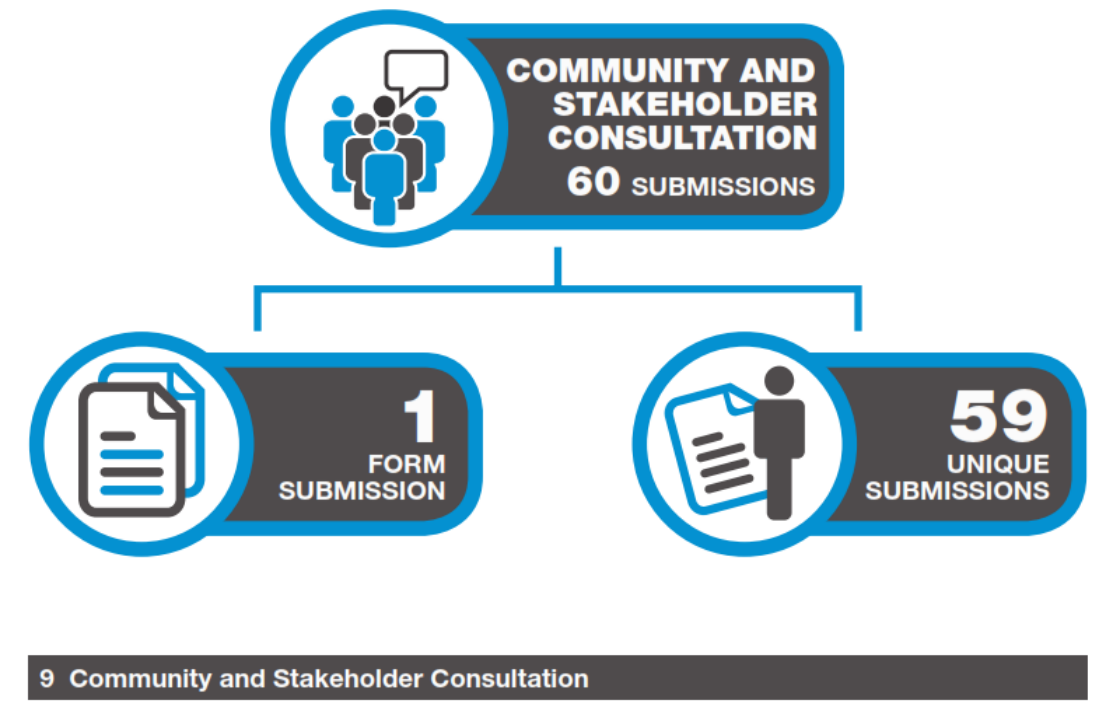 COMMUNITY AND
STAKEHOLDER
CONSULTATION
60 SUBMISSIONS
1
FORM
SUBMISSION
59
UNIQUE
SUBMISSIONS
9 Community and Stakeholder Consultation